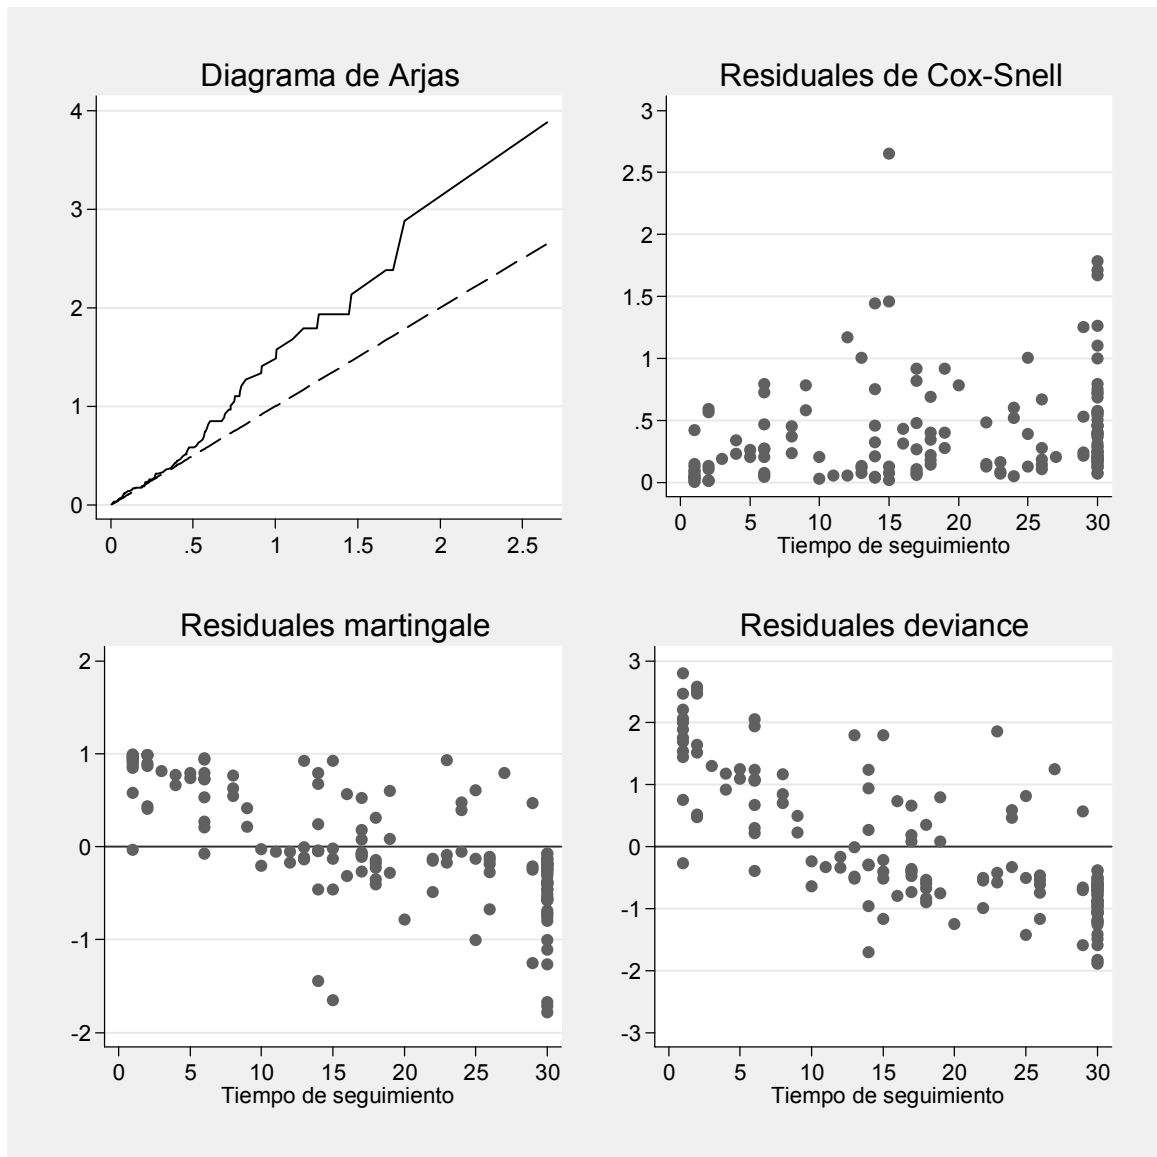 Diagrama de Arjas
4
3
2
1
0
0 .5 1 1.5 2 2.5
Residuales de Cox-Snell
3
2.5
2
1.5
1
.5
0
0 5 10 15 20 25 30
Tiempo de seguimiento
Residuales martingale
2
1
0
-1
-2
0 5 10 15 20 25 30
Tiempo de seguimiento
Residuales deviance
3
2
1
0
-1
-2
-3
0 5 10 15 20 25 30
Tiempo de seguimiento